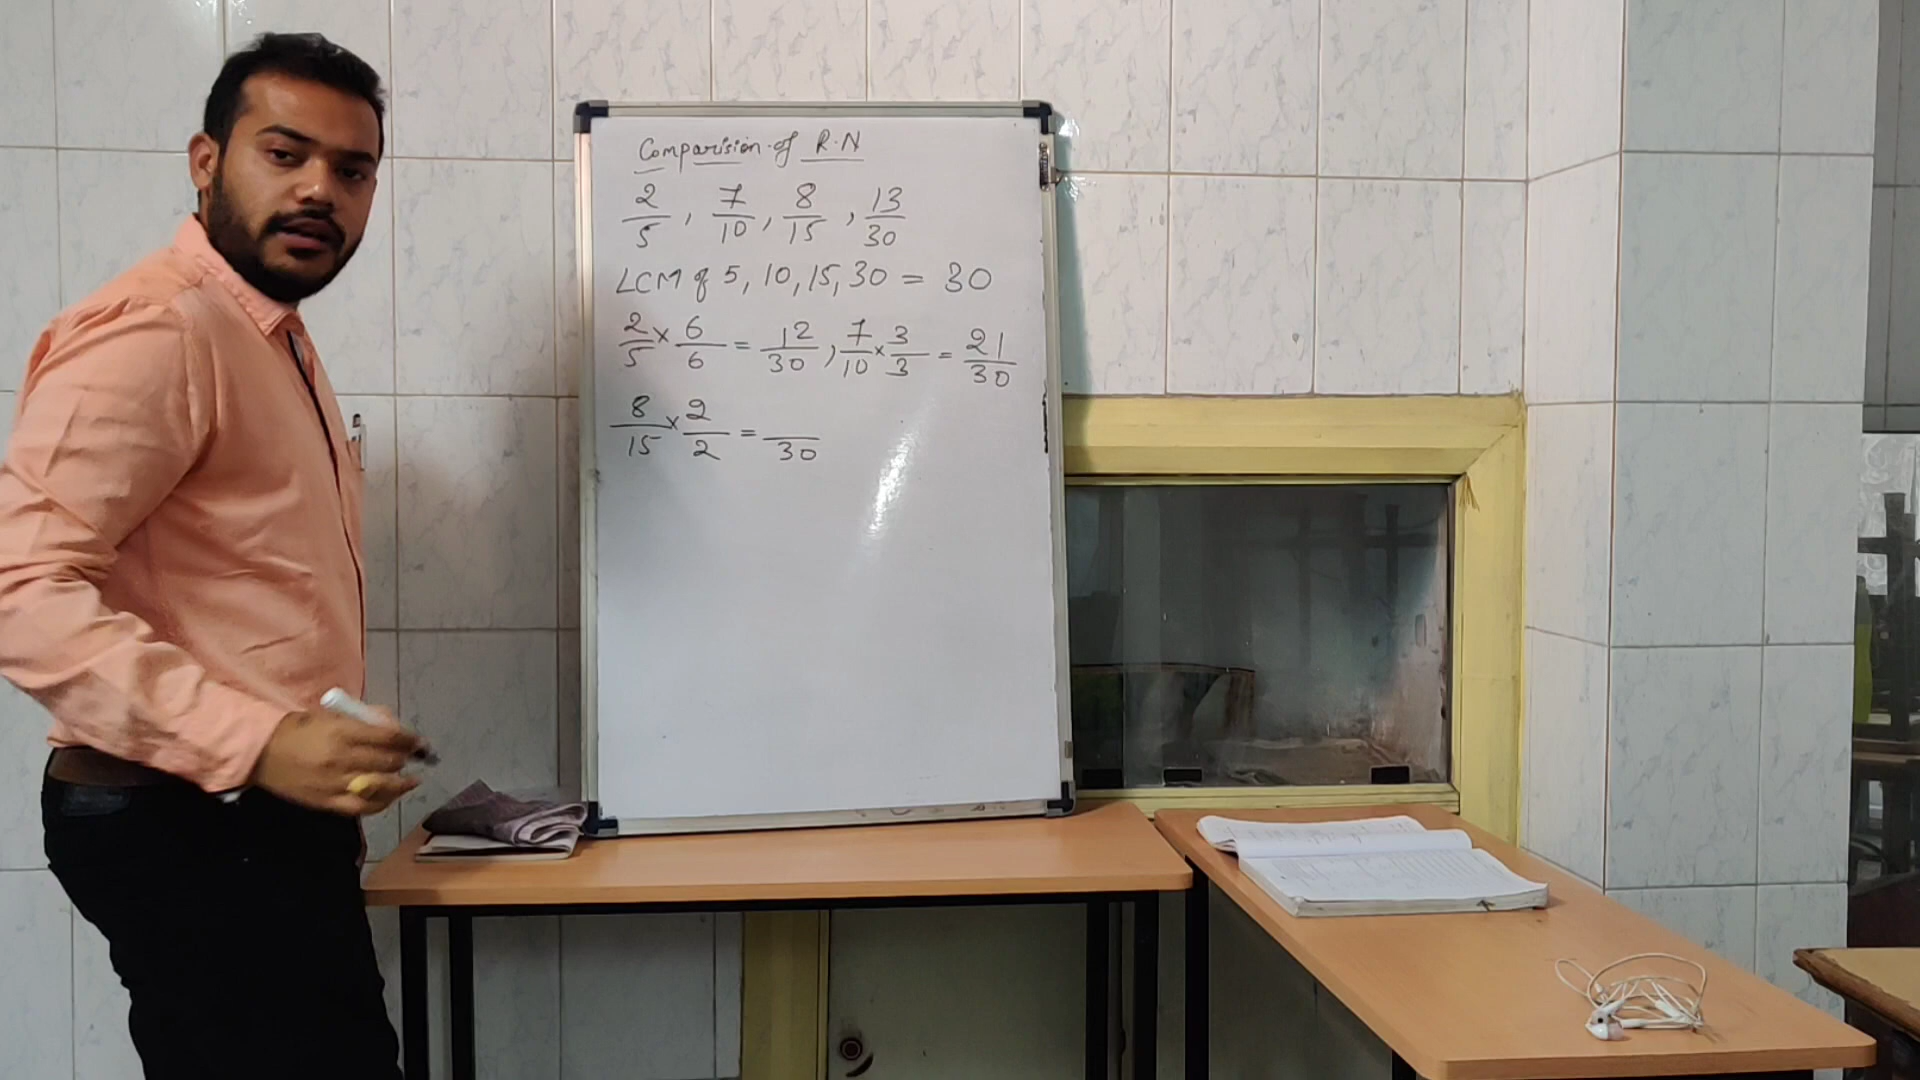 Comparision of R.N
2/5, 7/10, 8/15, 13/30
LCM of 5, 10, 15, 30 = 30
2/5 × 6/6 = 12/30, 7/10 × 3/3 = 21/30
8/15 × 2/2 = /30